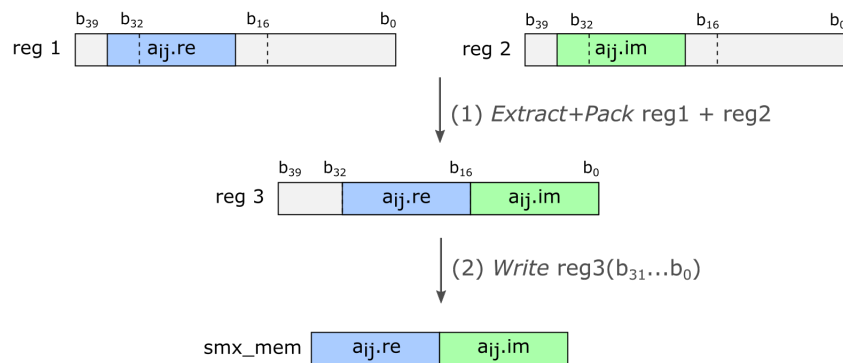 b39 b32 b16 b0
reg 1 aij.re
b39 b32 b16 b0
reg 2 aij.im
(1) Extract+Pack reg1 + reg2
b39 b32 b16 b0
reg 3 aij.re aij.im
(2) Write reg3(b31...b0)
smx_mem aij.re aij.im